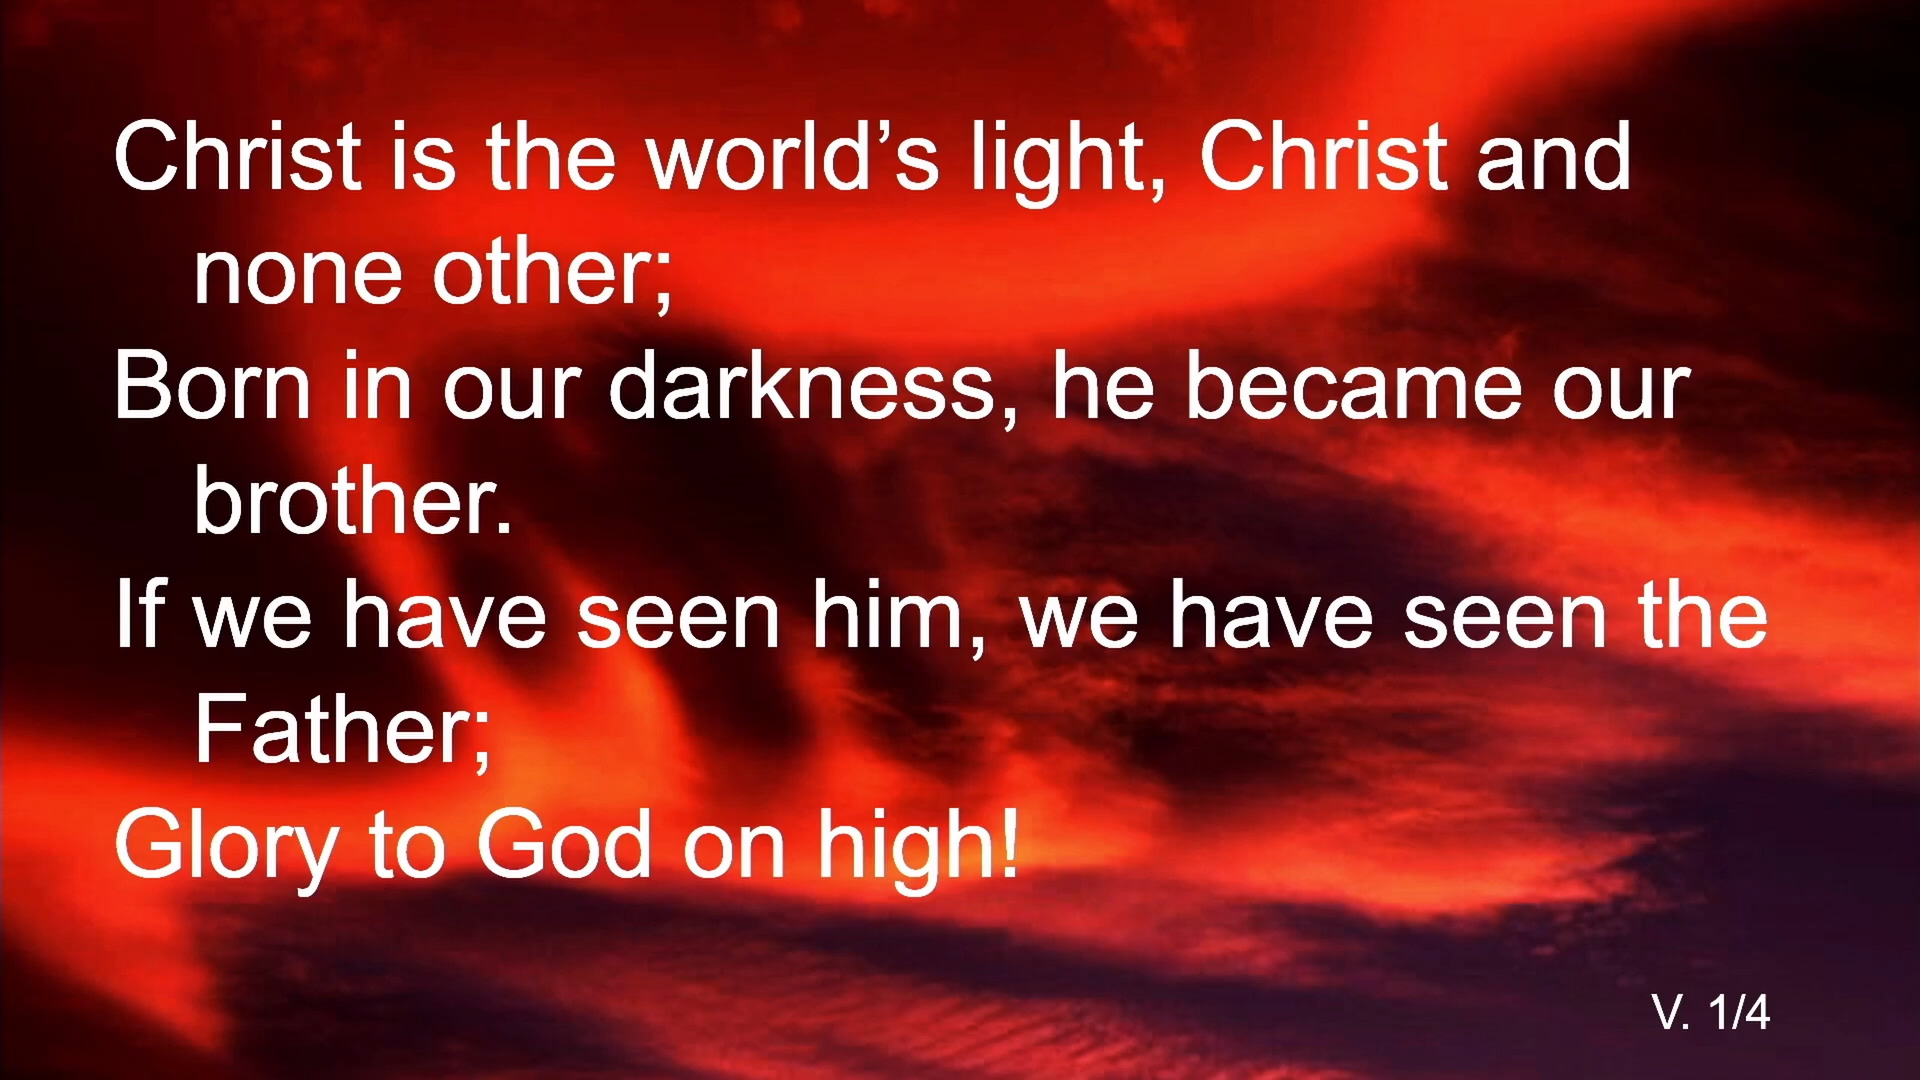 Christ is the world’s light, Christ and
none other;
Born in our darkness, he became our
brother.
If we have seen him, we have seen the
Father;
Glory to God on high!
V. 1/4